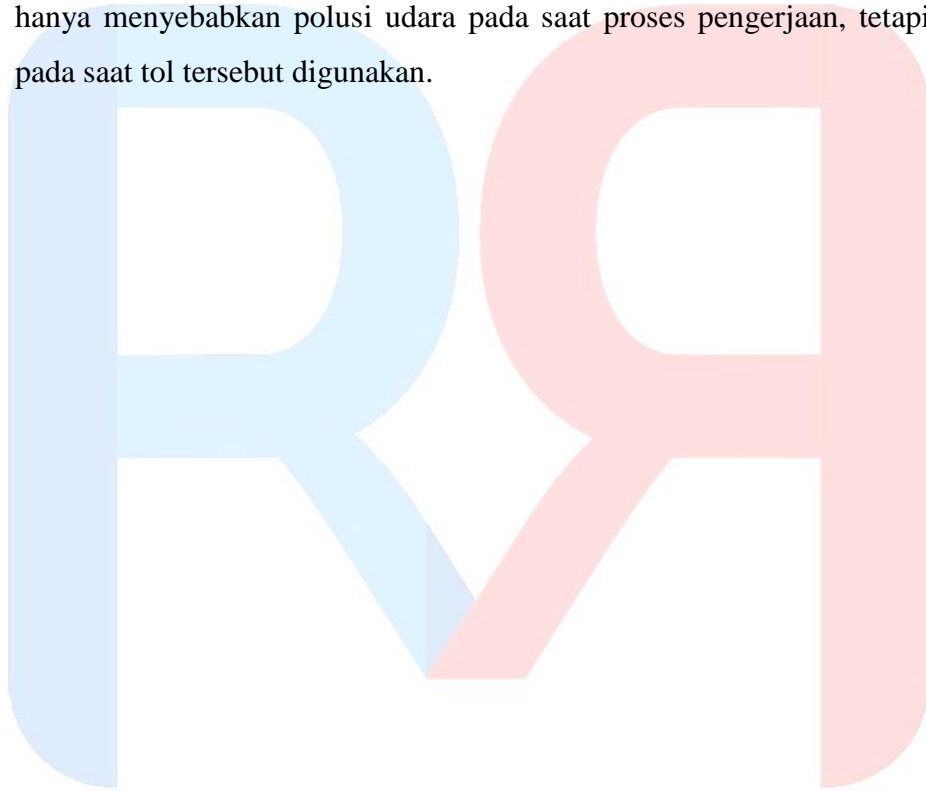 hanya menyebabkan polusi udara pada saat proses pengerjaan, tetapi
pada saat tol tersebut digunakan.